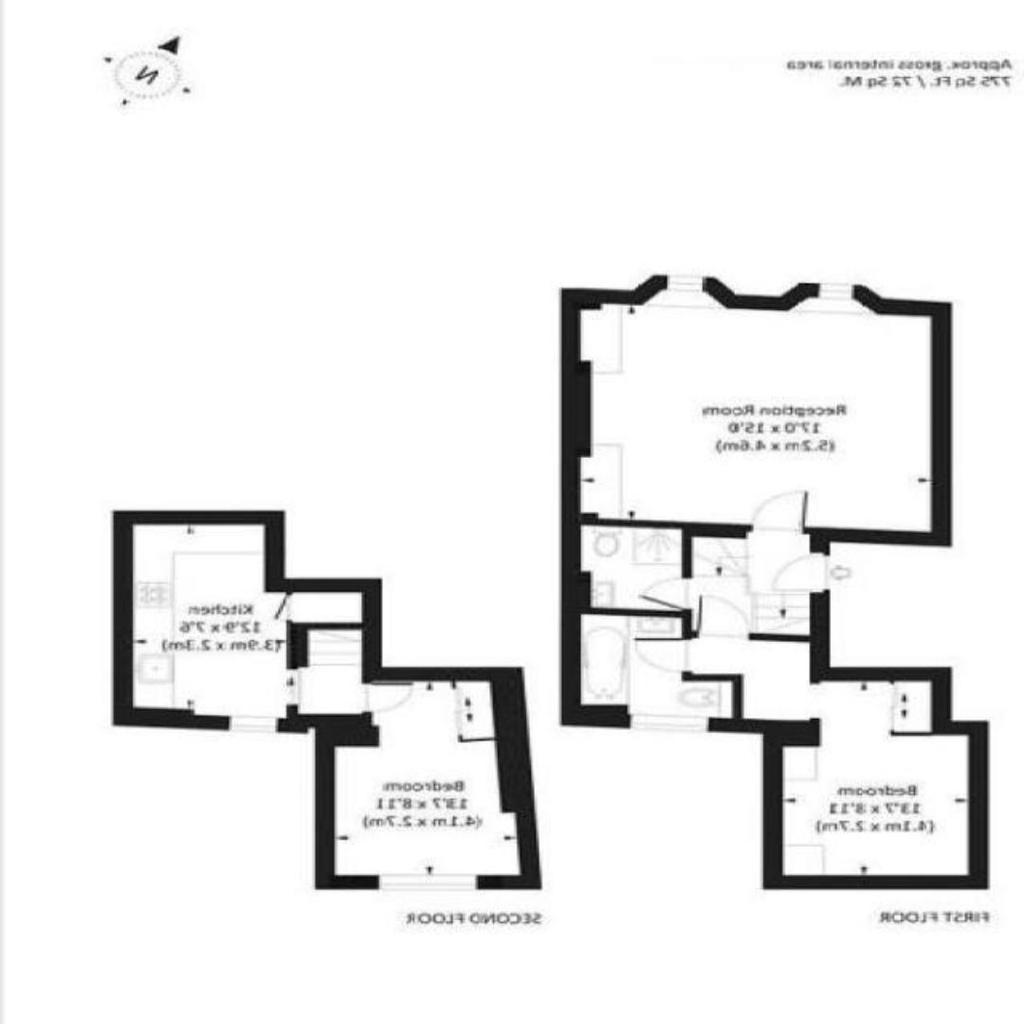 Approx. gross internal area
775 Sq Ft. / 72 Sq M.
N
Reception Room
17'0 x 15'0
(5.2m x 4.6m)
Kitchen
12'9 x 7'6
(3.9m x 2.3m)
Bedroom
13'7 x 8'11
(4.1m x 2.7m)
Bedroom
13'7 x 8'11
(4.1m x 2.7m)
FIRST FLOOR
SECOND FLOOR